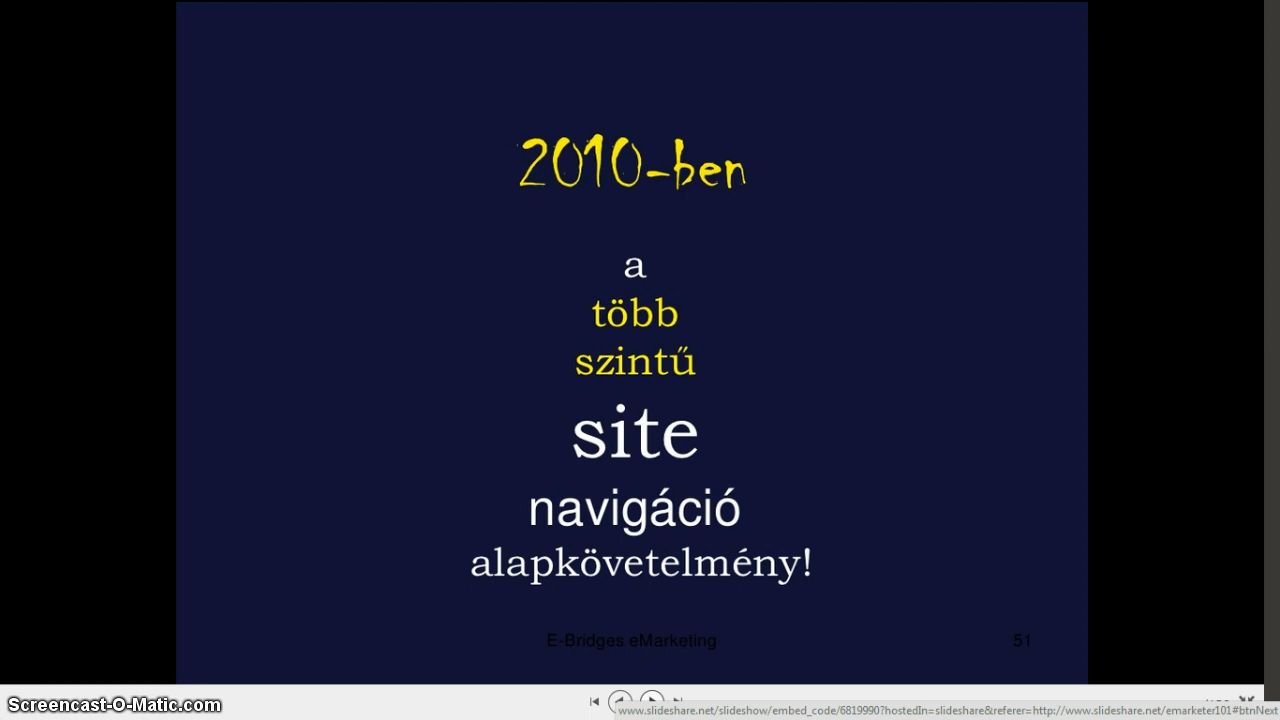 2010-ben
a
több
szintű
site
navigáció
alapkövetelmény!
E-Bridges eMarketing 51
Screencast-O-Matic.com
www.slideshare.net/slideshow/embed_code/6819990?hostedIn=slideshare&referer=http://www.slideshare.net/emarketer101#btnNext